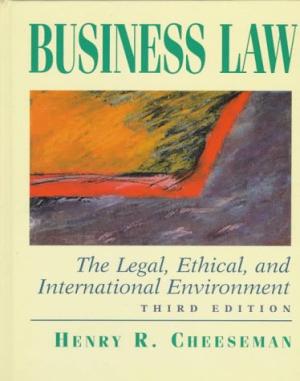 BUSINESS LAW
The Legal, Ethical, and
International Environment
THIRD EDITION
HENRY R. CHEESEMAN